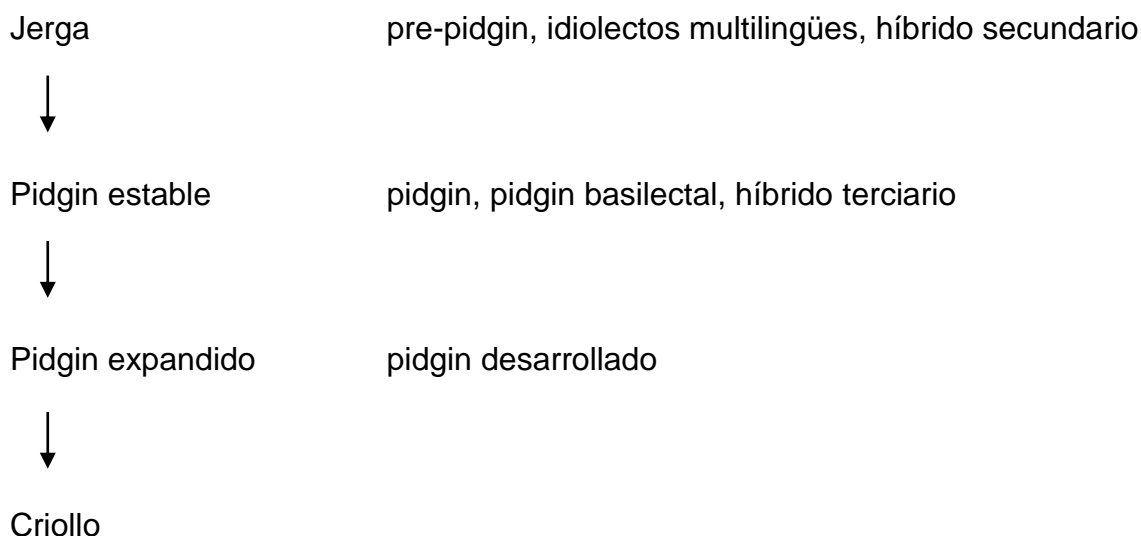 Jerga pre-pidgin, idiolectos multilingües, híbrido secundario
Pidgin estable pidgin, pidgin basilectal, híbrido terciario
Pidgin expandido pidgin desarrollado
Criollo